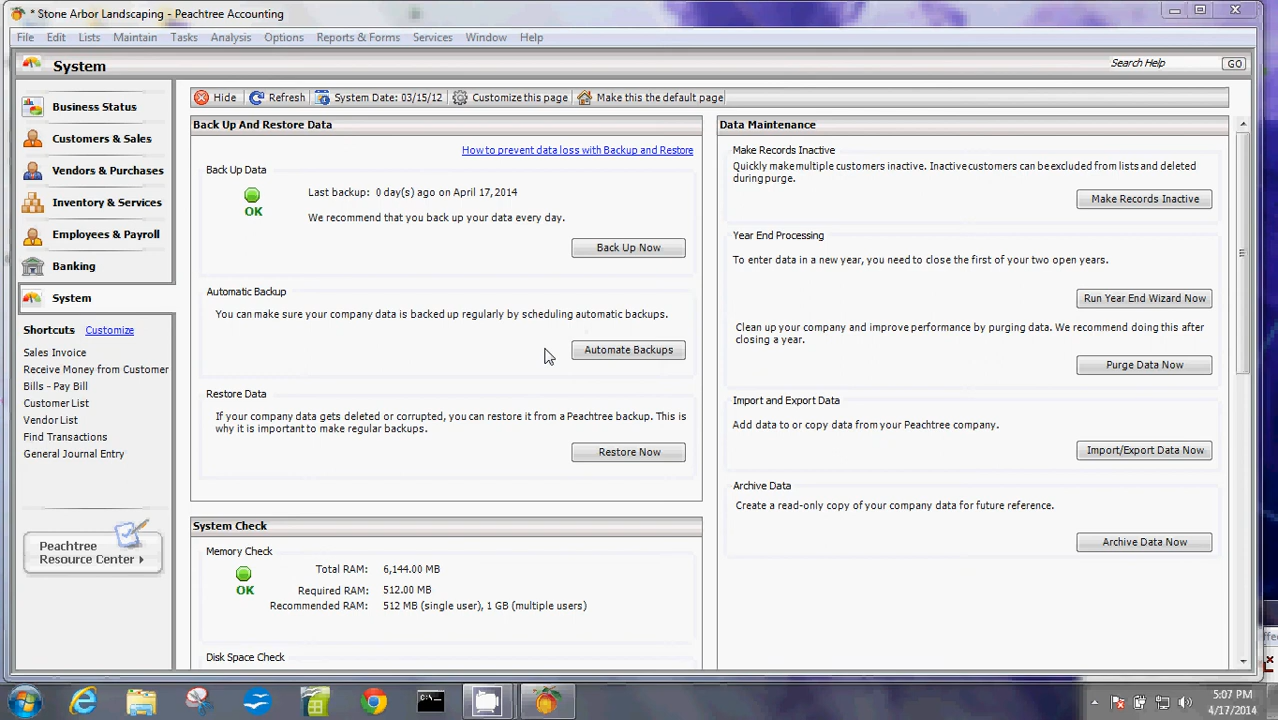 * Stone Arbor Landscaping - Peachtree Accounting
File Edit Lists Maintain Tasks Analysis Options Reports & Forms Services Window Help
System
Search Help GO
Business Status
Customers & Sales
Vendors & Purchases
Inventory & Services
Employees & Payroll
Banking
System
Shortcuts Customize
Sales Invoice
Receive Money from Customer
Bills - Pay Bill
Customer List
Vendor List
Find Transactions
General Journal Entry
Peachtree
Resource Center
Hide Refresh System Date: 03/15/12 Customize this page Make this the default page
Back Up And Restore Data
How to prevent data loss with Backup and Restore
Back Up Data
OK
Last backup: 0 day(s) ago on April 17, 2014
We recommend that you back up your data every day.
Back Up Now
Automatic Backup
You can make sure your company data is backed up regularly by scheduling automatic backups.
Automate Backups
Restore Data
If your company data gets deleted or corrupted, you can restore it from a Peachtree backup. This is
why it is important to make regular backups.
Restore Now
System Check
Memory Check
OK
Total RAM: 6,144.00 MB
Required RAM: 512.00 MB
Recommended RAM: 512 MB (single user), 1 GB (multiple users)
Disk Space Check
Data Maintenance
Make Records Inactive
Quickly make multiple customers inactive. Inactive customers can be excluded from lists and deleted
during purge.
Make Records Inactive
Year End Processing
To enter data in a new year, you need to close the first of your two open years.
Run Year End Wizard Now
Clean up your company and improve performance by purging data. We recommend doing this after
closing a year.
Purge Data Now
Import and Export Data
Add data to or copy data from your Peachtree company.
Import/Export Data Now
Archive Data
Create a read-only copy of your company data for future reference.
Archive Data Now
5:07 PM
4/17/2014